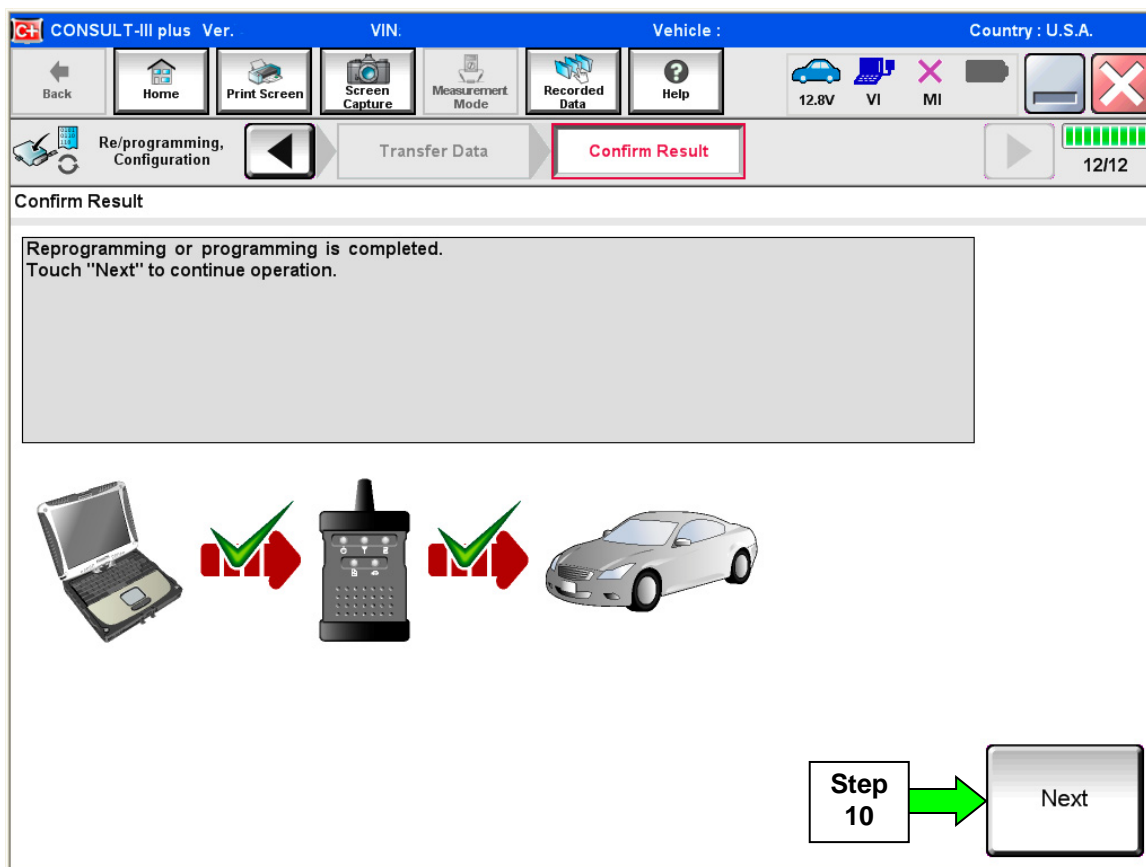 C+ CONSULT-III plus Ver. VIN: Vehicle : Country : U.S.A.
Back Home Print Screen Screen Capture Measurement Mode Recorded Data Help 12.8V VI MI
Re/programming, Configuration Transfer Data Confirm Result 12/12
Confirm Result
Reprogramming or programming is completed.
Touch "Next" to continue operation.
Step
10
Next